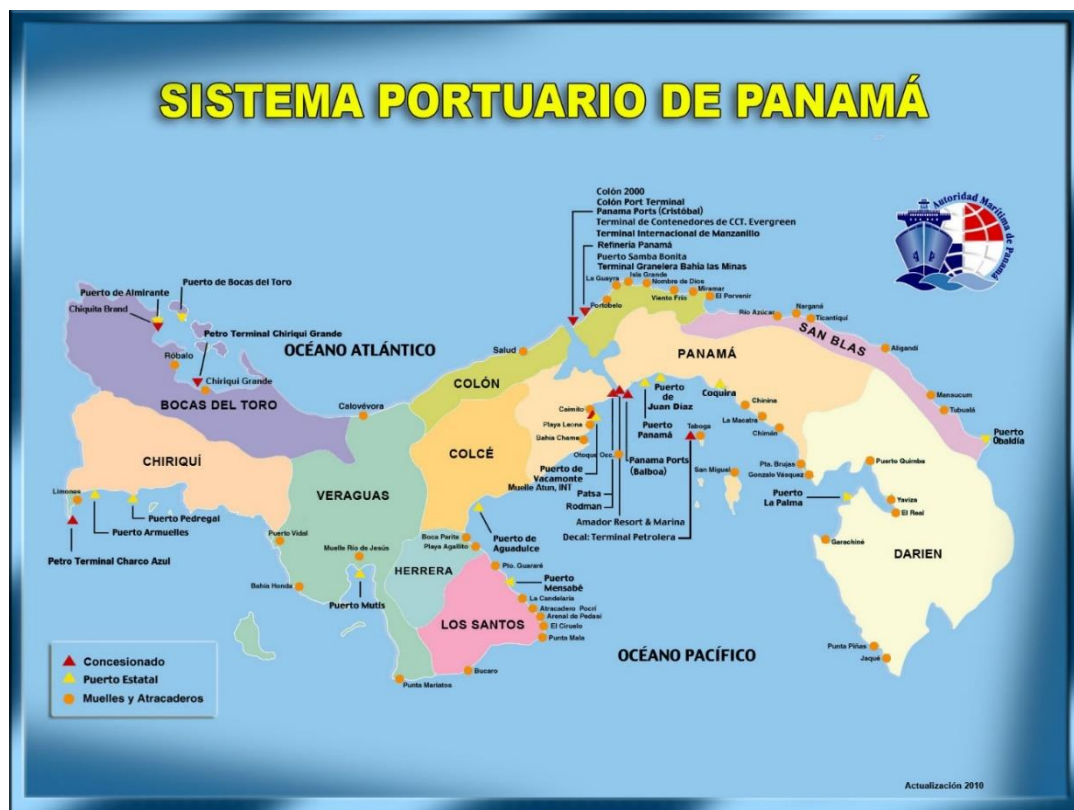 SISTEMA PORTUARIO DE PANAMÁ
Autoridad Marítima de Panamá
Colón 2000
Colón Port Terminal
Panama Ports (Cristóbal)
Terminal de Contenedores de CCT. Evergreen
Terminal Internacional de Manzanillo
Refinería Panamá
Puerto Samba Bonita
Terminal Granelera Bahía las Minas
La Guayra
Isla Grande
Nombre de Dios
Viento Frío
Miramar
El Porvenir
Portobelo
Puerto de Almirante
Chiquita Brand
Puerto de Bocas del Toro
Petro Terminal Chiriqui Grande
Róbalo
Chiriqui Grande
OCÉANO ATLÁNTICO
Salud
Río Azúcar
Narganá
Ticantiquí
SAN BLAS
Aligandí
Mansucum
Tubualá
Puerto
Obaldía
BOCAS DEL TORO
Calovévora
COLÓN
PANAMÁ
CHIRIQUÍ
VERAGUAS
COLCÉ
Caimito
Playa Leona
Bahía Chame
Otoque Occ.
Puerto de
Vacamonte
Muelle Atun, INT
Patsa
Rodman
Amador Resort & Marina
Decal: Terminal Petrolera
Panama Ports
(Balboa)
Puerto
Panamá
Puerto
de
Juan Díaz
Coquira
Taboga
Chinina
La Maestra
Chimán
San Miguel
Pta. Brujas
Gonzalo Vásquez
Puerto Quimba
Puerto
La Palma
Yaviza
El Real
Garachiné
DARIEN
Punta Piñas
Jaqué
Limones
Puerto Pedregal
Puerto Armuelles
Petro Terminal Charco Azul
Puerto Vidal
Bahía Honda
Muelle Río de Jesús
Puerto Mutis
Punta Mariatos
Boca Parita
Playa Agallito
Puerto de
Aguadulce
HERRERA
Pto. Guararé
Puerto
Mensabé
LOS SANTOS
La Candelaria
Atracadero Pocrí
Arenal de Pedasí
El Ciruelo
Punta Mala
Bucaro
OCÉANO PACÍFICO
Concesionado
Puerto Estatal
Muelles y Atracaderos
Actualización 2010